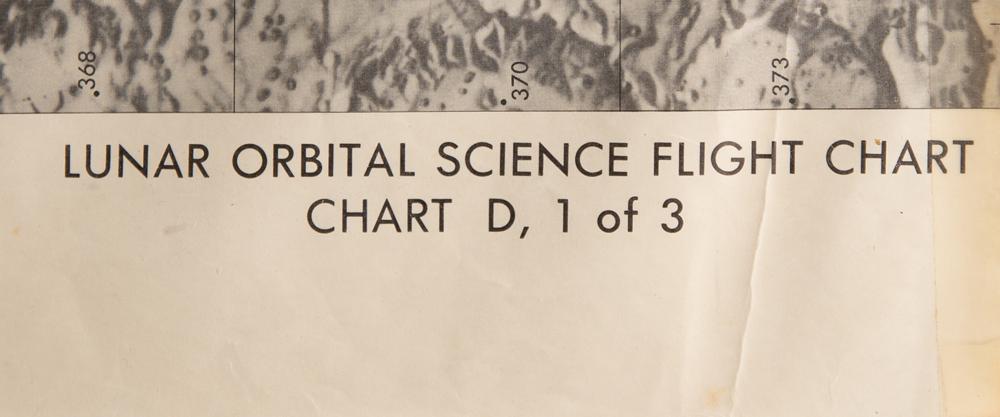 .368
.370
.373
LUNAR ORBITAL SCIENCE FLIGHT CHART
CHART D, 1 of 3